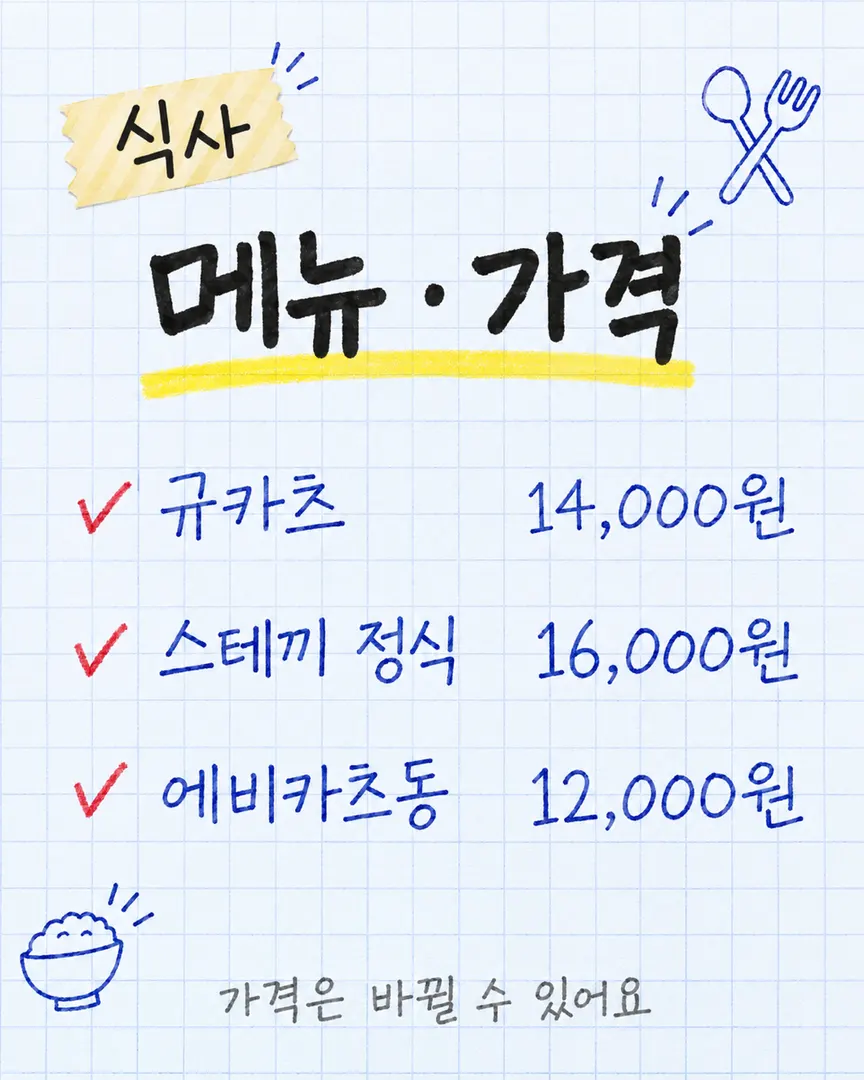 식사
메뉴·가격
규카츠 14,000원
스테끼 정식 16,000원
에비카츠동 12,000원
가격은 바뀔 수 있어요